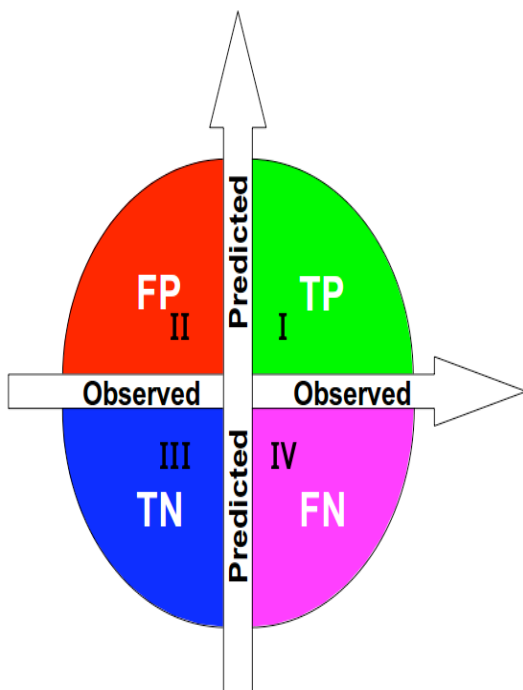 Predicted
FP
TP
II
I
Observed
Observed
III
IV
TN
FN
Predicted